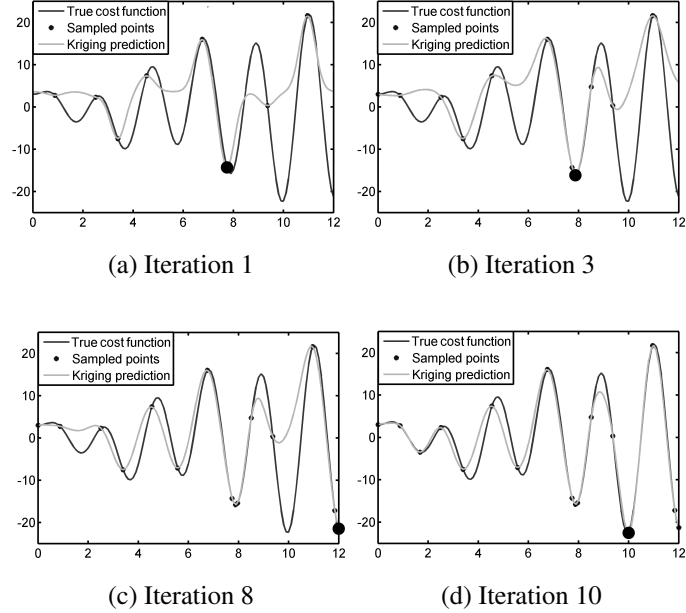 20
10
0
-10
-20
0 2 4 6 8 10 12
True cost function
Sampled points
Kriging prediction
(a) Iteration 1
20
10
0
-10
-20
0 2 4 6 8 10 12
True cost function
Sampled points
Kriging prediction
(b) Iteration 3
20
10
0
-10
-20
0 2 4 6 8 10 12
True cost function
Sampled points
Kriging prediction
(c) Iteration 8
20
10
0
-10
-20
0 2 4 6 8 10 12
True cost function
Sampled points
Kriging prediction
(d) Iteration 10